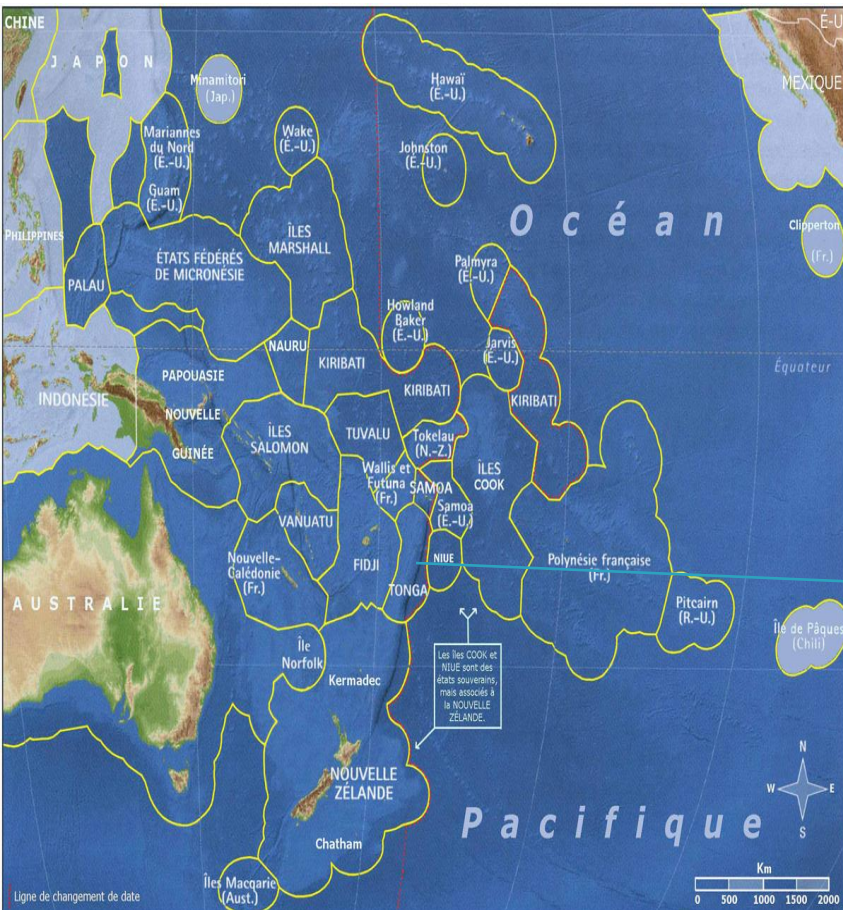 CHINE
É-U
JAPON
Minamitori
(Jap.)
Hawaï
(É.-U.)
MEXIQUE
Mariannes
du Nord
(É.-U.)
Guam
(É.-U.)
Wake
(É.-U.)
Johnston
(É.-U.)
Océan
PHILIPPINES
ÎLES
MARSHALL
Clipperton
(Fr.)
ÉTATS FÉDÉRÉS
DE MICRONÉSIE
Palmyra
(É.-U.)
PALAU
Howland
Baker
(É.-U.)
NAURU
Jarvis
(É.-U.)
KIRIBATI
Équateur
PAPOUASIE
NOUVELLE
GUINÉE
KIRIBATI
KIRIBATI
INDONÉSIE
ÎLES
SALOMON
TUVALU
Tokelau
(N.-Z.)
Wallis et
Futuna
(Fr.)
SAMOA
ÎLES
COOK
Samoa
(É.-U.)
VANUATU
Nouvelle-
Calédonie
(Fr.)
FIDJI
NIUE
Polynésie française
(Fr.)
TONGA
AUSTRALIE
Pitcairn
(R.-U.)
Île de Pâques
(Chili)
Île
Norfolk
Les îles COOK et
NIUE sont des
états souverains,
mais associés à
la NOUVELLE
ZÉLANDE.
Kermadec
NOUVELLE
ZÉLANDE
N
W
E
S
Pacifique
Chatham
Îles Macqarie
(Aust.)
Ligne de changement de date
Km
0 500 1000 1500 2000